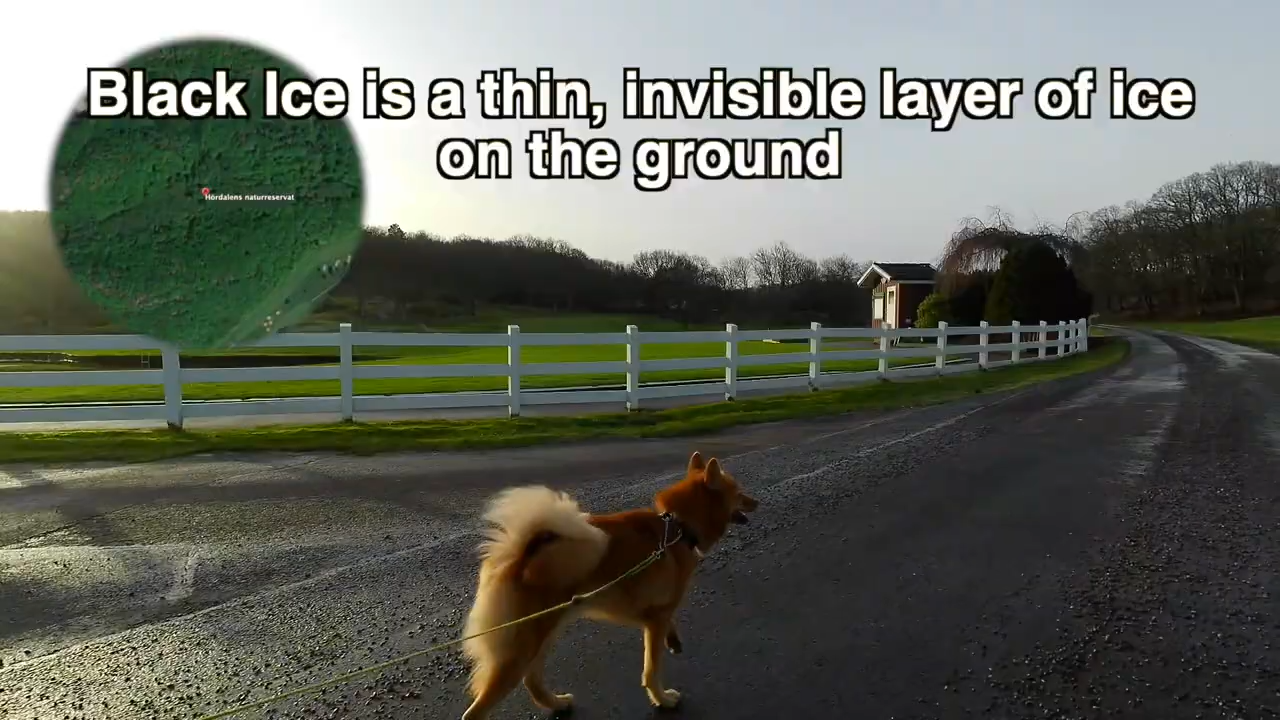 Black Ice is a thin, invisible layer of ice
on the ground
Hördalens naturreservat